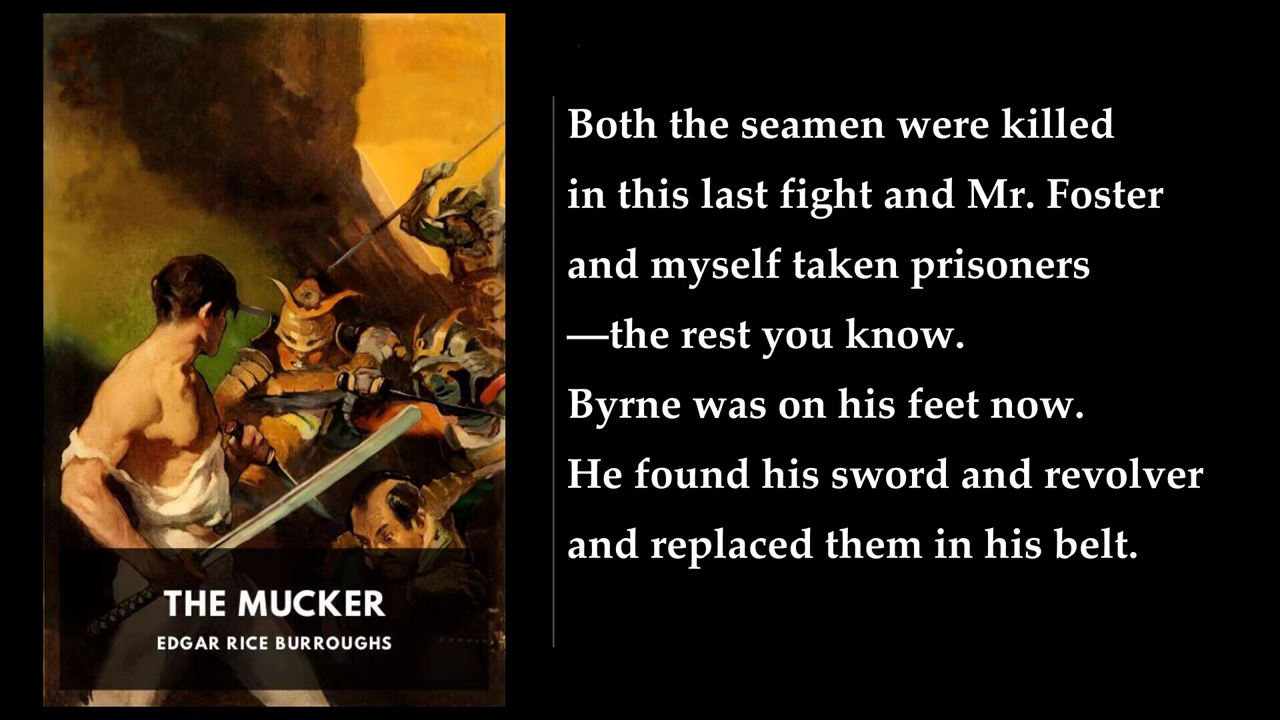 THE MUCKER
EDGAR RICE BURROUGHS
Both the seamen were killed
in this last fight and Mr. Foster
and myself taken prisoners
—the rest you know.
Byrne was on his feet now.
He found his sword and revolver
and replaced them in his belt.